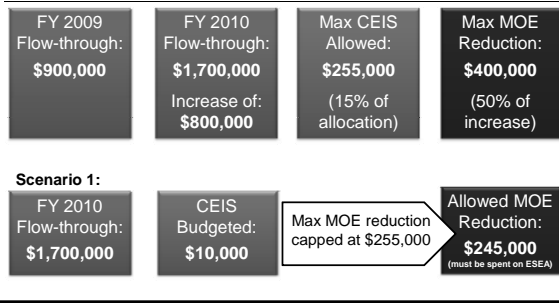 FY 2009
Flow-through:
$900,000
FY 2010
Flow-through:
$1,700,000
Increase of:
$800,000
Max CEIS
Allowed:
$255,000
(15% of
allocation)
Max MOE
Reduction:
$400,000
(50% of
increase)
Scenario 1:
FY 2010
Flow-through:
$1,700,000
CEIS
Budgeted:
$10,000
Max MOE reduction
capped at $255,000
Allowed MOE
Reduction:
$245,000
(must be spent on ESEA)